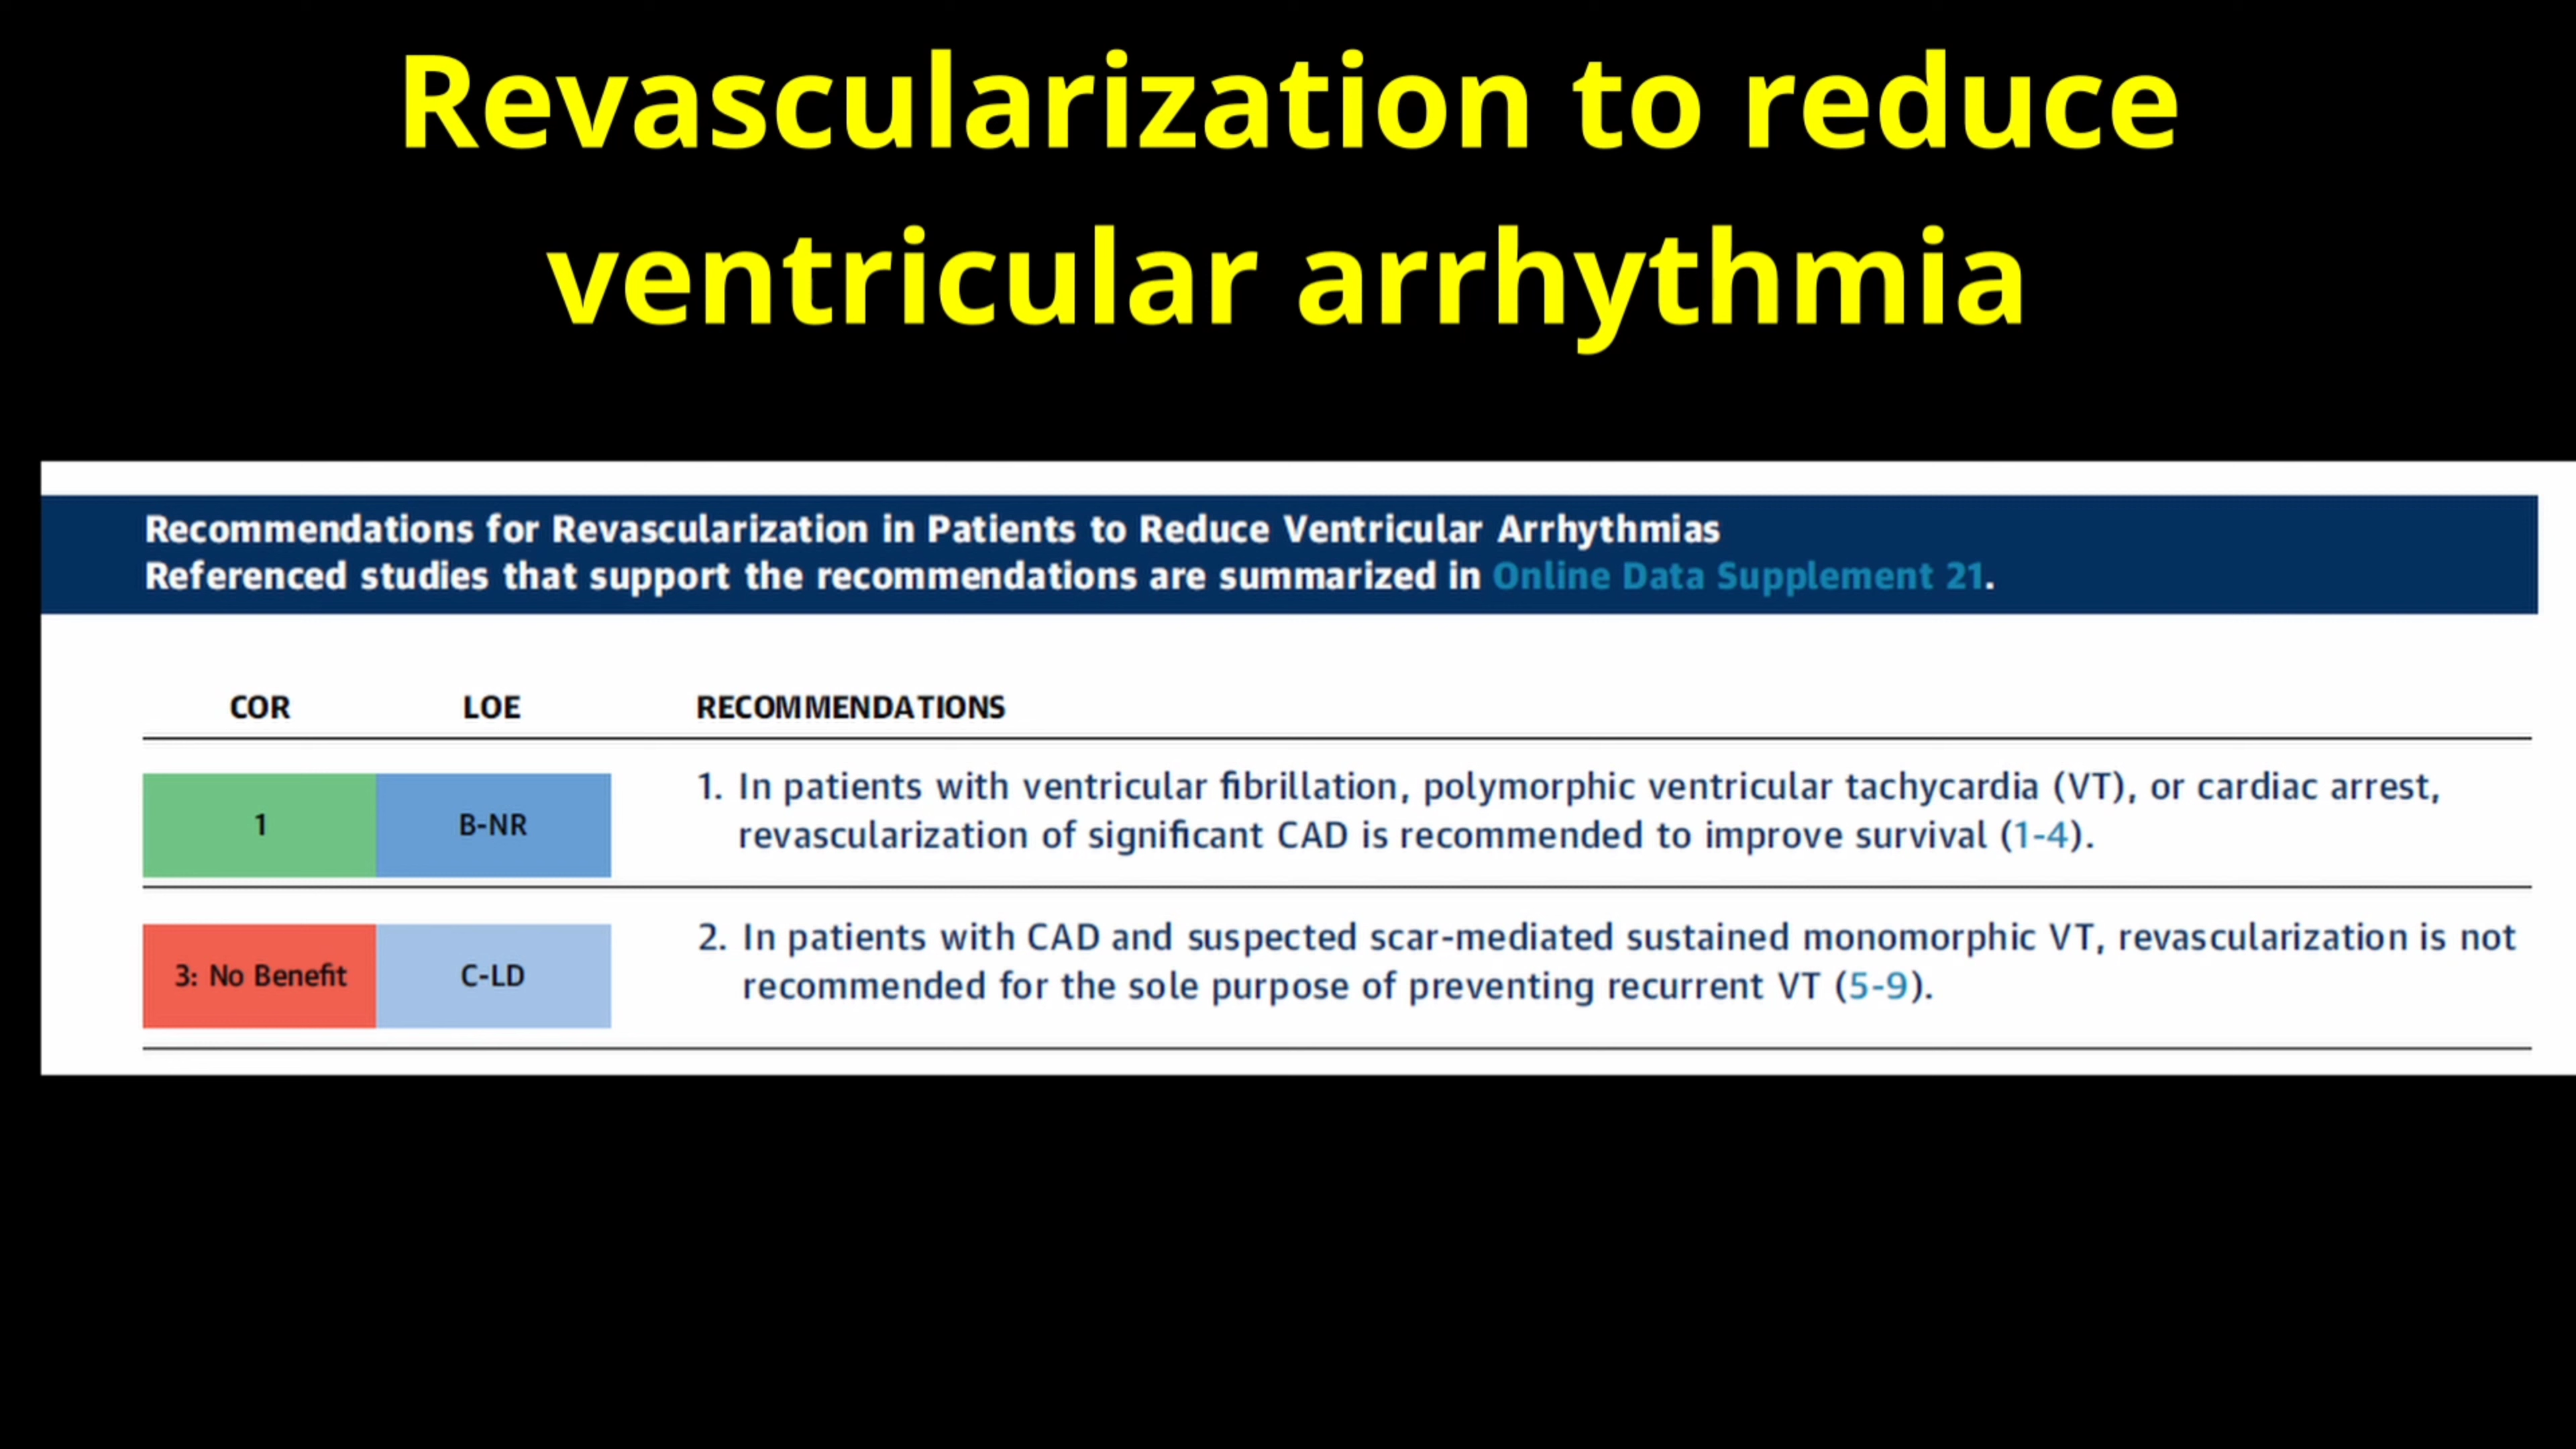 Revascularization to reduce
ventricular arrhythmia
Recommendations for Revascularization in Patients to Reduce Ventricular Arrhythmias
Referenced studies that support the recommendations are summarized in Online Data Supplement 21.
COR LOE RECOMMENDATIONS
1 B-NR 1. In patients with ventricular fibrillation, polymorphic ventricular tachycardia (VT), or cardiac arrest,
revascularization of significant CAD is recommended to improve survival (1-4).
3: No Benefit C-LD 2. In patients with CAD and suspected scar-mediated sustained monomorphic VT, revascularization is not
recommended for the sole purpose of preventing recurrent VT (5-9).